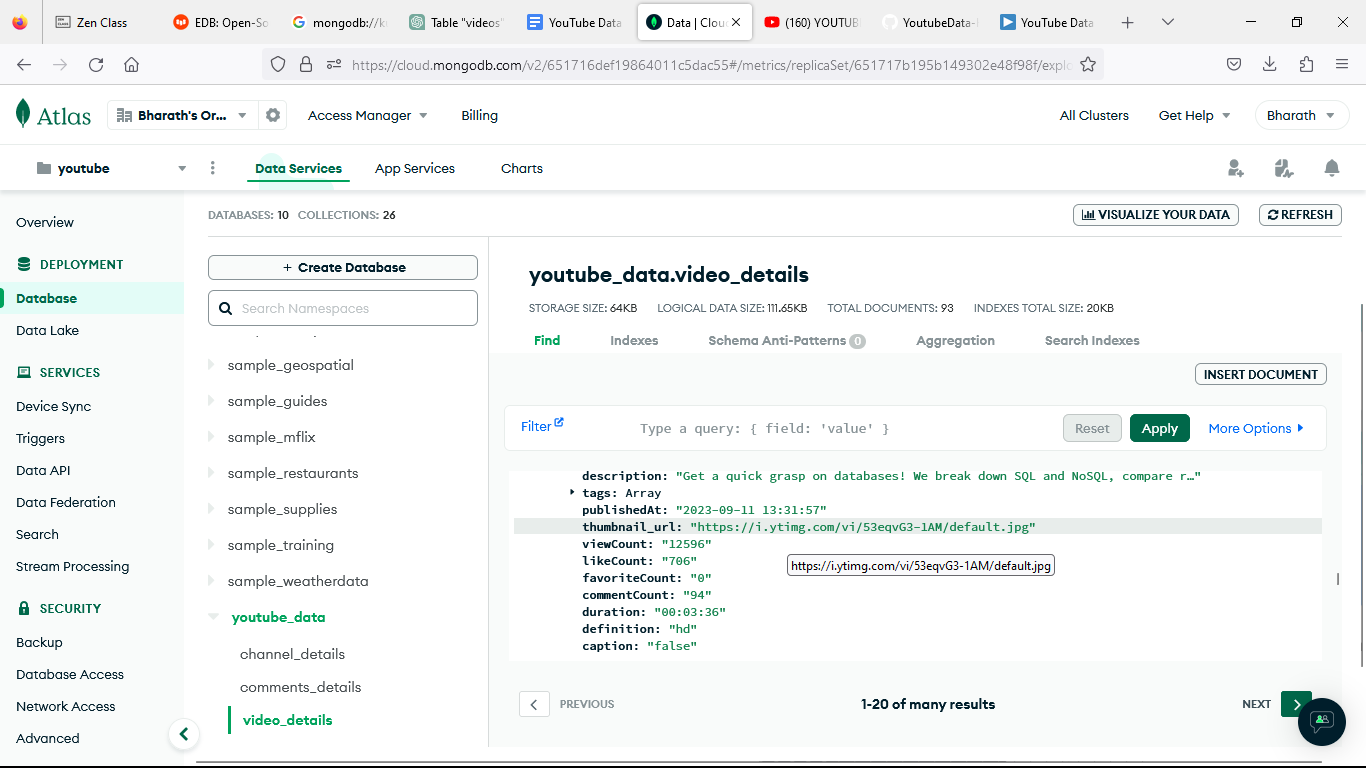 Zen Class
EDB: Open-So
mongodb://lo
Table "videos"
YouTube Data
Data | Clou
(160) YOUTUB
YoutubeData-
YouTube Data
https://cloud.mongodb.com/v2/651716def19864011c5dac55#/metrics/replicaSet/651717b195b149302e48f98f/explo
Atlas
Bharath's Or...
Access Manager
Billing
All Clusters
Get Help
Bharath
youtube
Data Services
App Services
Charts
Overview
DEPLOYMENT
Database
Data Lake
SERVICES
Device Sync
Triggers
Data API
Data Federation
Search
Stream Processing
SECURITY
Backup
Database Access
Network Access
Advanced
DATABASES: 10 COLLECTIONS: 26
VISUALIZE YOUR DATA
REFRESH
+ Create Database
Search Namespaces
sample_geospatial
sample_guides
sample_mflix
sample_restaurants
sample_supplies
sample_training
sample_weatherdata
youtube_data
channel_details
comments_details
video_details
youtube_data.video_details
STORAGE SIZE: 64KB LOGICAL DATA SIZE: 111.65KB TOTAL DOCUMENTS: 93 INDEXES TOTAL SIZE: 20KB
Find
Indexes
Schema Anti-Patterns 0
Aggregation
Search Indexes
INSERT DOCUMENT
Filter
Type a query: { field: 'value' }
Reset
Apply
More Options
description: "Get a quick grasp on databases! We break down SQL and NoSQL, compare r…"
tags: Array
publishedAt: "2023-09-11 13:31:57"
thumbnail_url: "https://i.ytimg.com/vi/53eqvG3-1AM/default.jpg"
viewCount: "12596"
likeCount: "706"
https://i.ytimg.com/vi/53eqvG3-1AM/default.jpg
favoriteCount: "0"
commentCount: "94"
duration: "00:03:36"
definition: "hd"
caption: "false"
PREVIOUS
1-20 of many results
NEXT